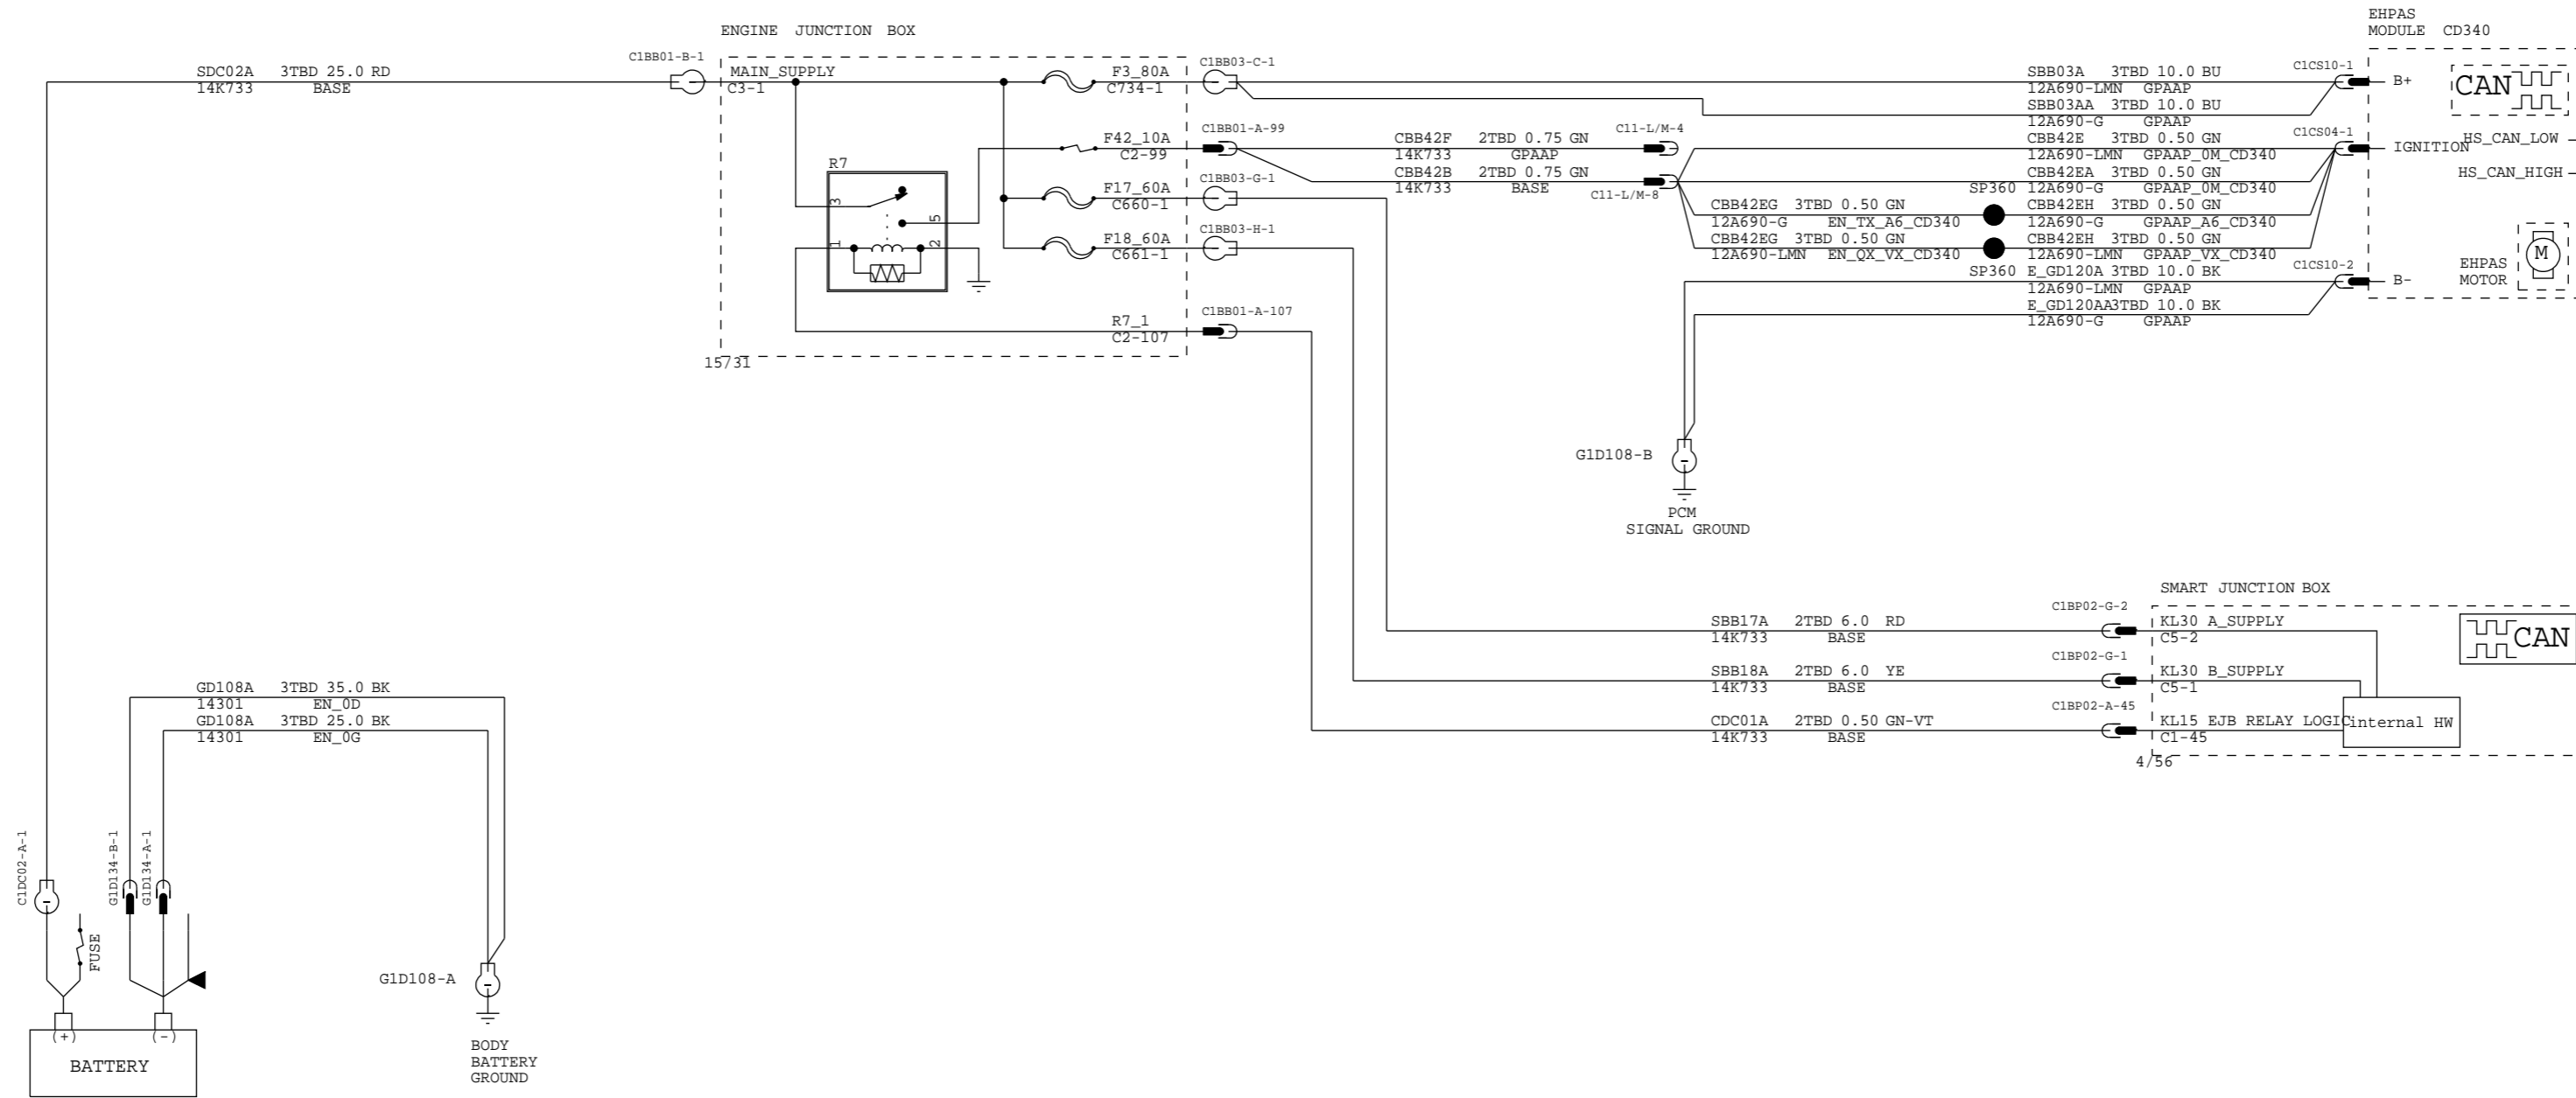 EHPAS
MODULE CD340
ENGINE JUNCTION BOX
C1BB01-B-1
C1BB03-C-1
C1CS10-1
SDC02A 3TBD 25.0 RD
14K733 BASE
MAIN_SUPPLY
C3-1
F3_80A
C734-1
SBB03A 3TBD 10.0 BU
12A690-LMN GPAAP
SBB03AA 3TBD 10.0 BU
12A690-G GPAAP
B+
CAN
C1BB01-A-99
C11-L/M-4
C1CS04-1
F42_10A
C2-99
CBB42F 2TBD 0.75 GN
14K733 GPAAP
CBB42E 3TBD 0.50 GN
12A690-LMN GPAAP_0M_CD340
IGNITION
HS_CAN_LOW
HS_CAN_HIGH
R7
CBB42B 2TBD 0.75 GN
14K733 BASE
C11-L/M-8
CBB42EA 3TBD 0.50 GN
SP360 12A690-G GPAAP_0M_CD340
C1BB03-G-1
F17_60A
C660-1
3
5
1
2
CBB42EG 3TBD 0.50 GN
12A690-G EN_TX_A6_CD340
CBB42EH 3TBD 0.50 GN
12A690-G GPAAP_A6_CD340
C1BB03-H-1
F18_60A
C661-1
CBB42EG 3TBD 0.50 GN
12A690-LMN EN_QX_VX_CD340
CBB42EH 3TBD 0.50 GN
12A690-LMN GPAAP_VX_CD340
C1CS10-2
SP360 E_GD120A 3TBD 10.0 BK
12A690-LMN GPAAP
B-
EHPAS
MOTOR
M
E_GD120AA3TBD 10.0 BK
12A690-G GPAAP
C1BB01-A-107
R7_1
C2-107
15/31
G1D108-B
PCM
SIGNAL GROUND
SMART JUNCTION BOX
C1BP02-G-2
SBB17A 2TBD 6.0 RD
14K733 BASE
KL30 A_SUPPLY
C5-2
CAN
C1BP02-G-1
SBB18A 2TBD 6.0 YE
14K733 BASE
KL30 B_SUPPLY
C5-1
C1BP02-A-45
CDC01A 2TBD 0.50 GN-VT
14K733 BASE
KL15 EJB RELAY LOGIC
C1-45
internal HW
4/56
GD108A 3TBD 35.0 BK
14301 EN_0D
GD108A 3TBD 25.0 BK
14301 EN_0G
C1DC02-A-1
G1D134-B-1
G1D134-A-1
FUSE
G1D108-A
(+)
(-)
BATTERY
BODY
BATTERY
GROUND